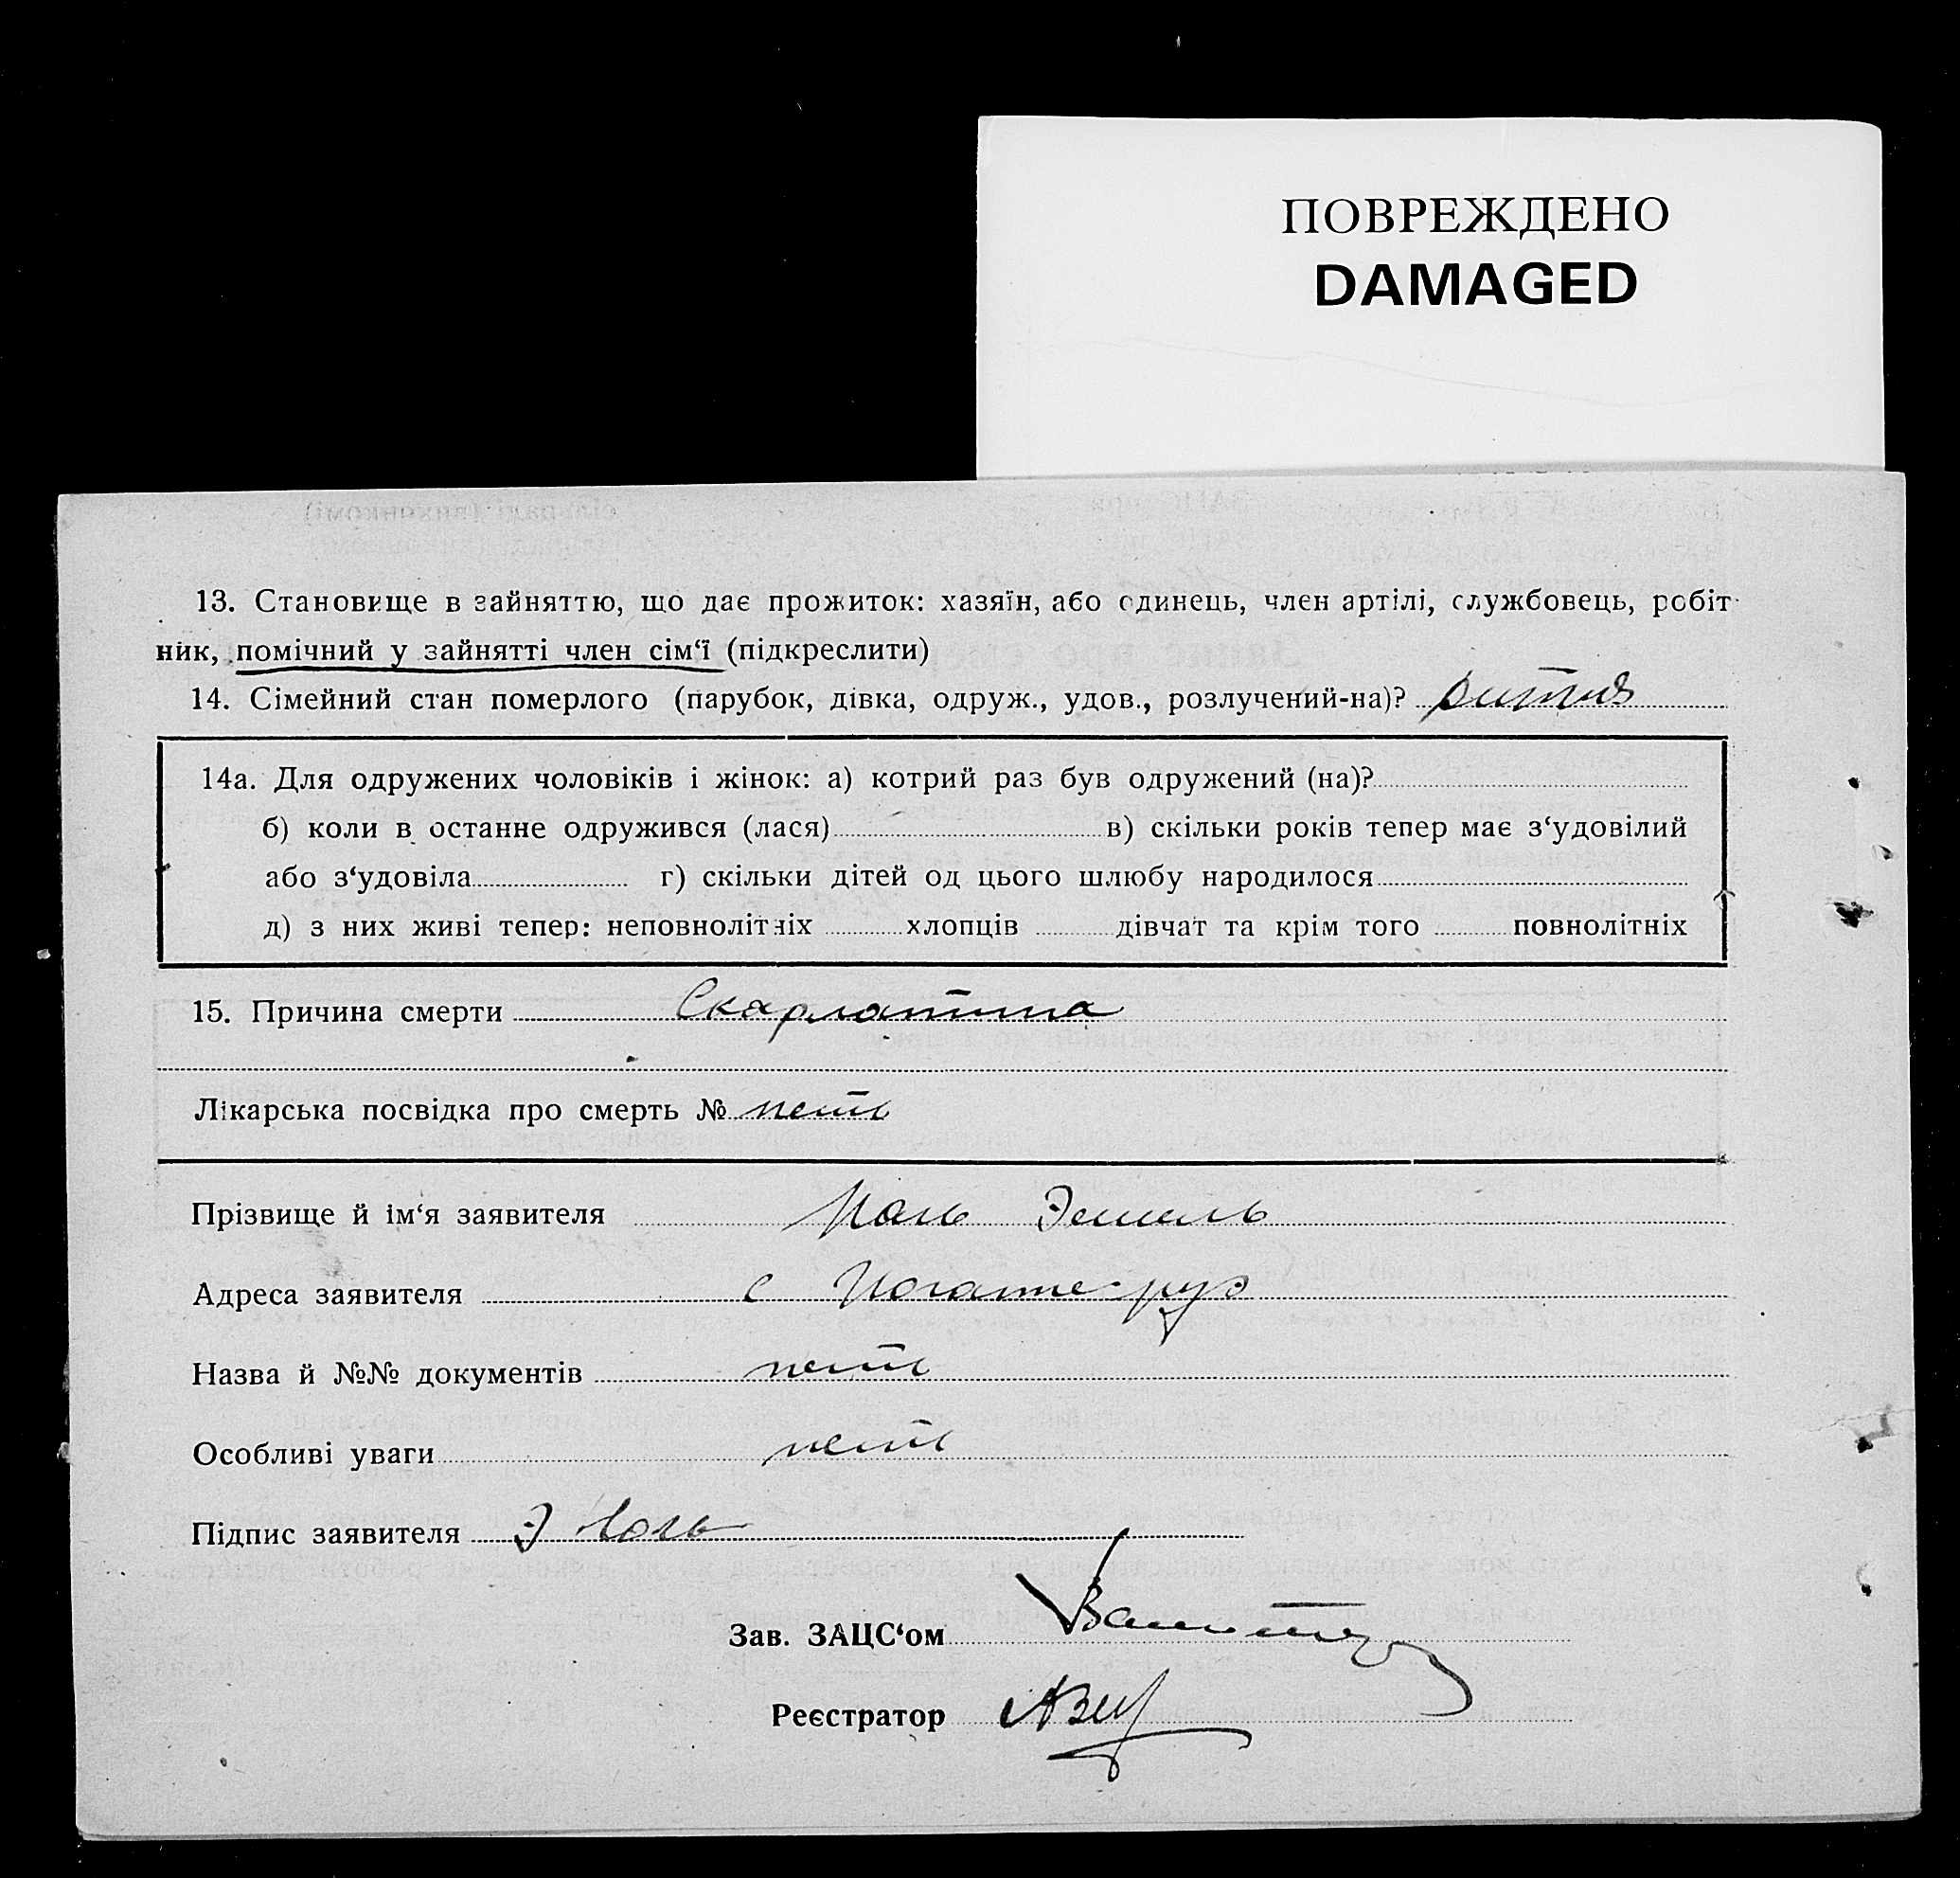 ПОВРЕЖДЕНО
DAMAGED
13. Становище в зайняттю, що дає прожиток: хазяїн, або одинець, член артілі, службовець, робіт-
ник, помічний у зайнятті член сім‘ї (підкреслити)
14. Сімейний стан померлого (парубок, дівка, одруж., удов., розлучений-на)? дитя
14а. Для одружених чоловіків і жінок: а) котрий раз був одружений (на)?
б) коли в останне одружився (лася) в) скільки років тепер має з‘удовілий
або з‘удовіла г) скільки дітей од цього шлюбу народилося
д) з них живі тепер: неповнолітніх хлопців дівчат та крім того повнолітніх
15. Причина смерти Скарлатина
Лікарська посвідка про смерть №
Прізвище й ім‘я заявителя
Адреса заявителя с
Назва й №№ документів
Особливі уваги
Підпис заявителя Э
Зав. ЗАЦС‘ом
Реєстратор